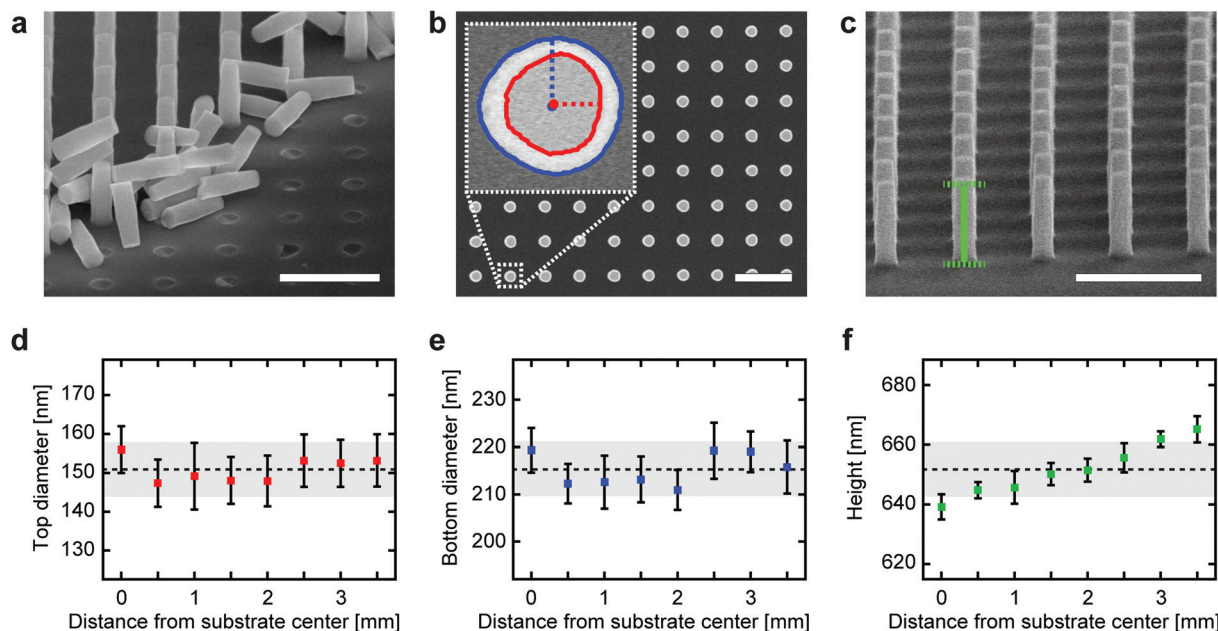 a
b
c
d
e
f
Top diameter [nm]
170
160
150
140
130
0
1
2
3
Distance from substrate center [mm]
Bottom diameter [nm]
220
210
200
230
0
1
2
3
Distance from substrate center [mm]
Height [nm]
680
660
640
620
0
1
2
3
Distance from substrate center [mm]